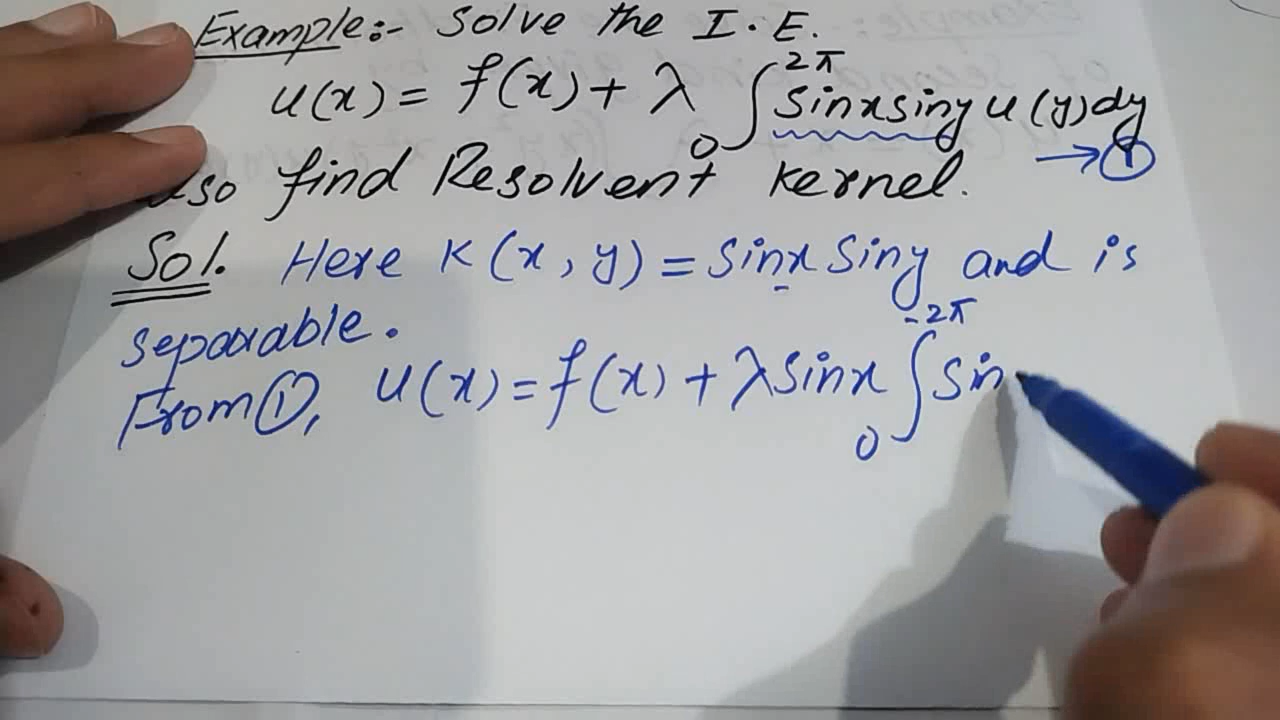 Example:- Solve the I.E.
u(x) = f(x) + λ ∫₀^2π sinx siny u(y) dy
→ ①
so find Resolvent kernel.
Sol. Here K(x,y) = sinx siny and is
separable.
From ①, u(x) = f(x) + λ sinx ∫₀^2π sin